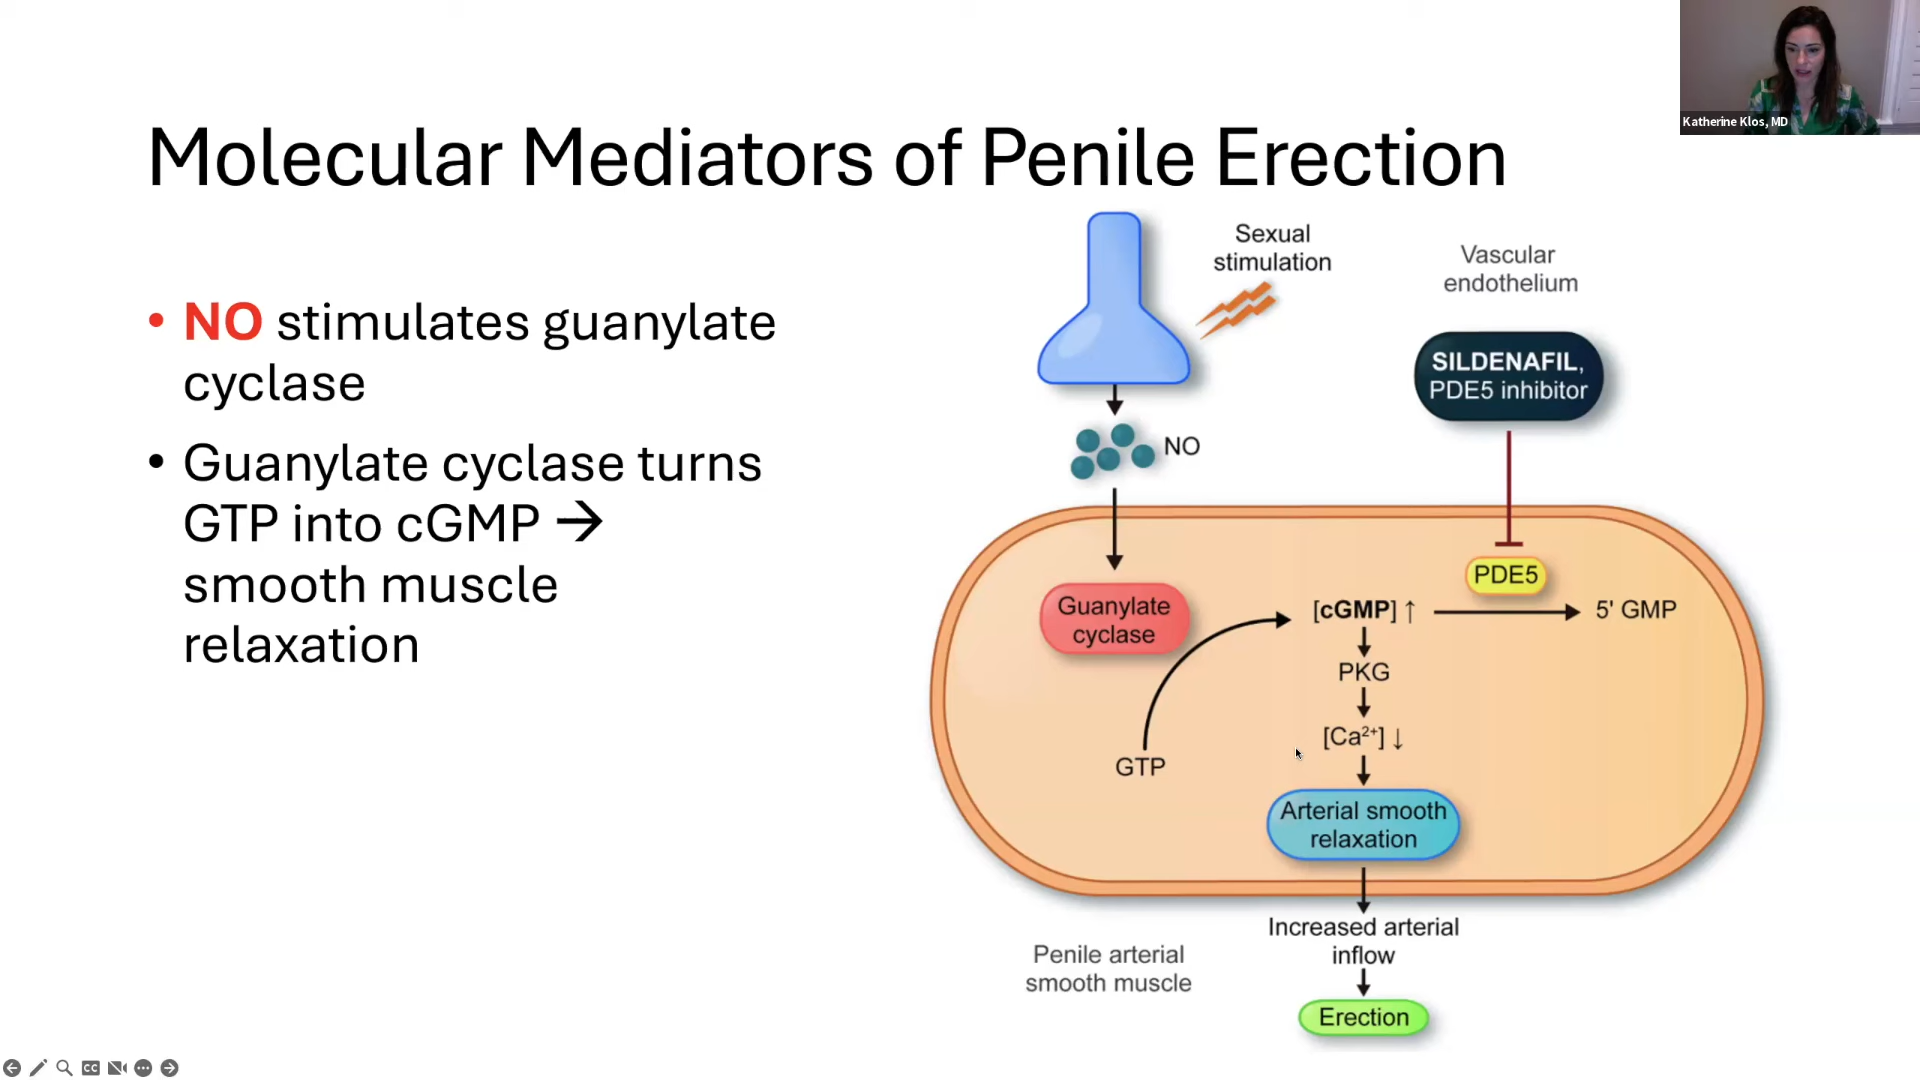 Katherine Klos, MD
Molecular Mediators of Penile Erection
• NO stimulates guanylate
cyclase
• Guanylate cyclase turns
GTP into cGMP →
smooth muscle
relaxation
Sexual
stimulation
Vascular
endothelium
SILDENAFIL,
PDE5 inhibitor
NO
PDE5
Guanylate
cyclase
[cGMP] ↑
5' GMP
PKG
[Ca²⁺] ↓
GTP
Arterial smooth
relaxation
Increased arterial
inflow
Penile arterial
smooth muscle
Erection
CC